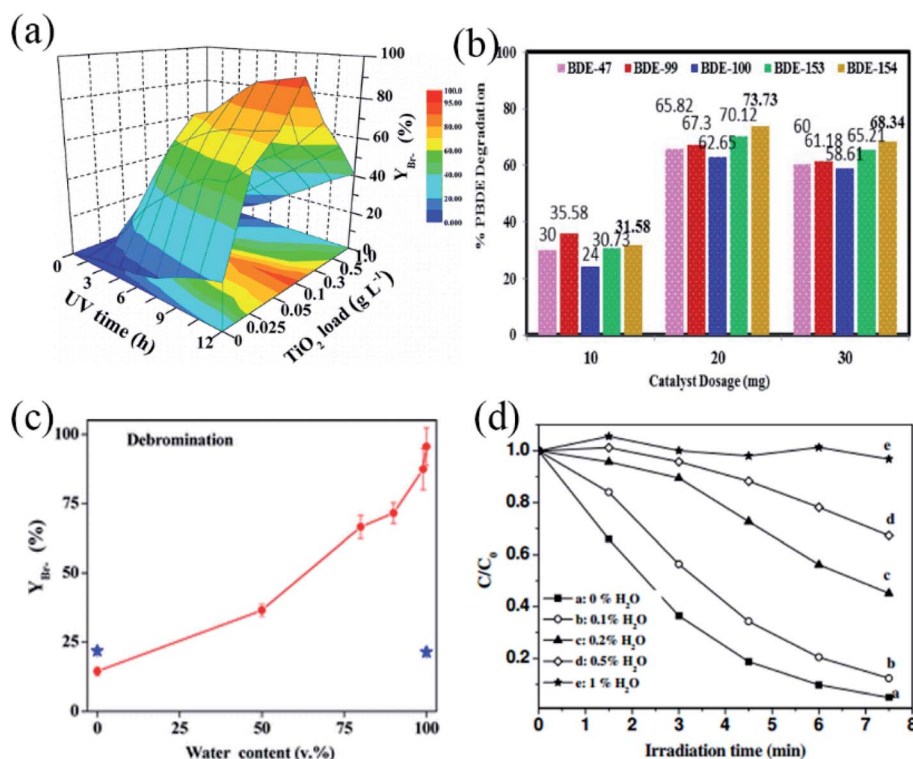 (a)
100
80
60
40
20
0
Y Br- (%)
100.0
95.00
80.00
60.00
40.00
20.00
0.000
0
3
6
9
12
UV time (h)
0
0.025
0.05
0.1
0.3
0.5
1.0
TiO2 load (g L-1)
(b)
BDE-47 BDE-99 BDE-100 BDE-153 BDE-154
100
80
60
40
20
0
% PBDE Degradation
30
35.58
24
30.73
31.58
65.82
67.3
62.65
70.12
73.73
60
61.18
58.61
65.21
68.34
10 20 30
Catalyst Dosage (mg)
(c)
Debromination
100
75
50
25
0
Y Br- (%)
0 25 50 75 100
Water content (v.%)
(d)
1.0
0.8
0.6
0.4
0.2
C/C0
e
d
c
b
a
a: 0 % H2O
b: 0.1% H2O
c: 0.2% H2O
d: 0.5% H2O
e: 1 % H2O
0 1 2 3 4 5 6 7 8
Irradiation time (min)